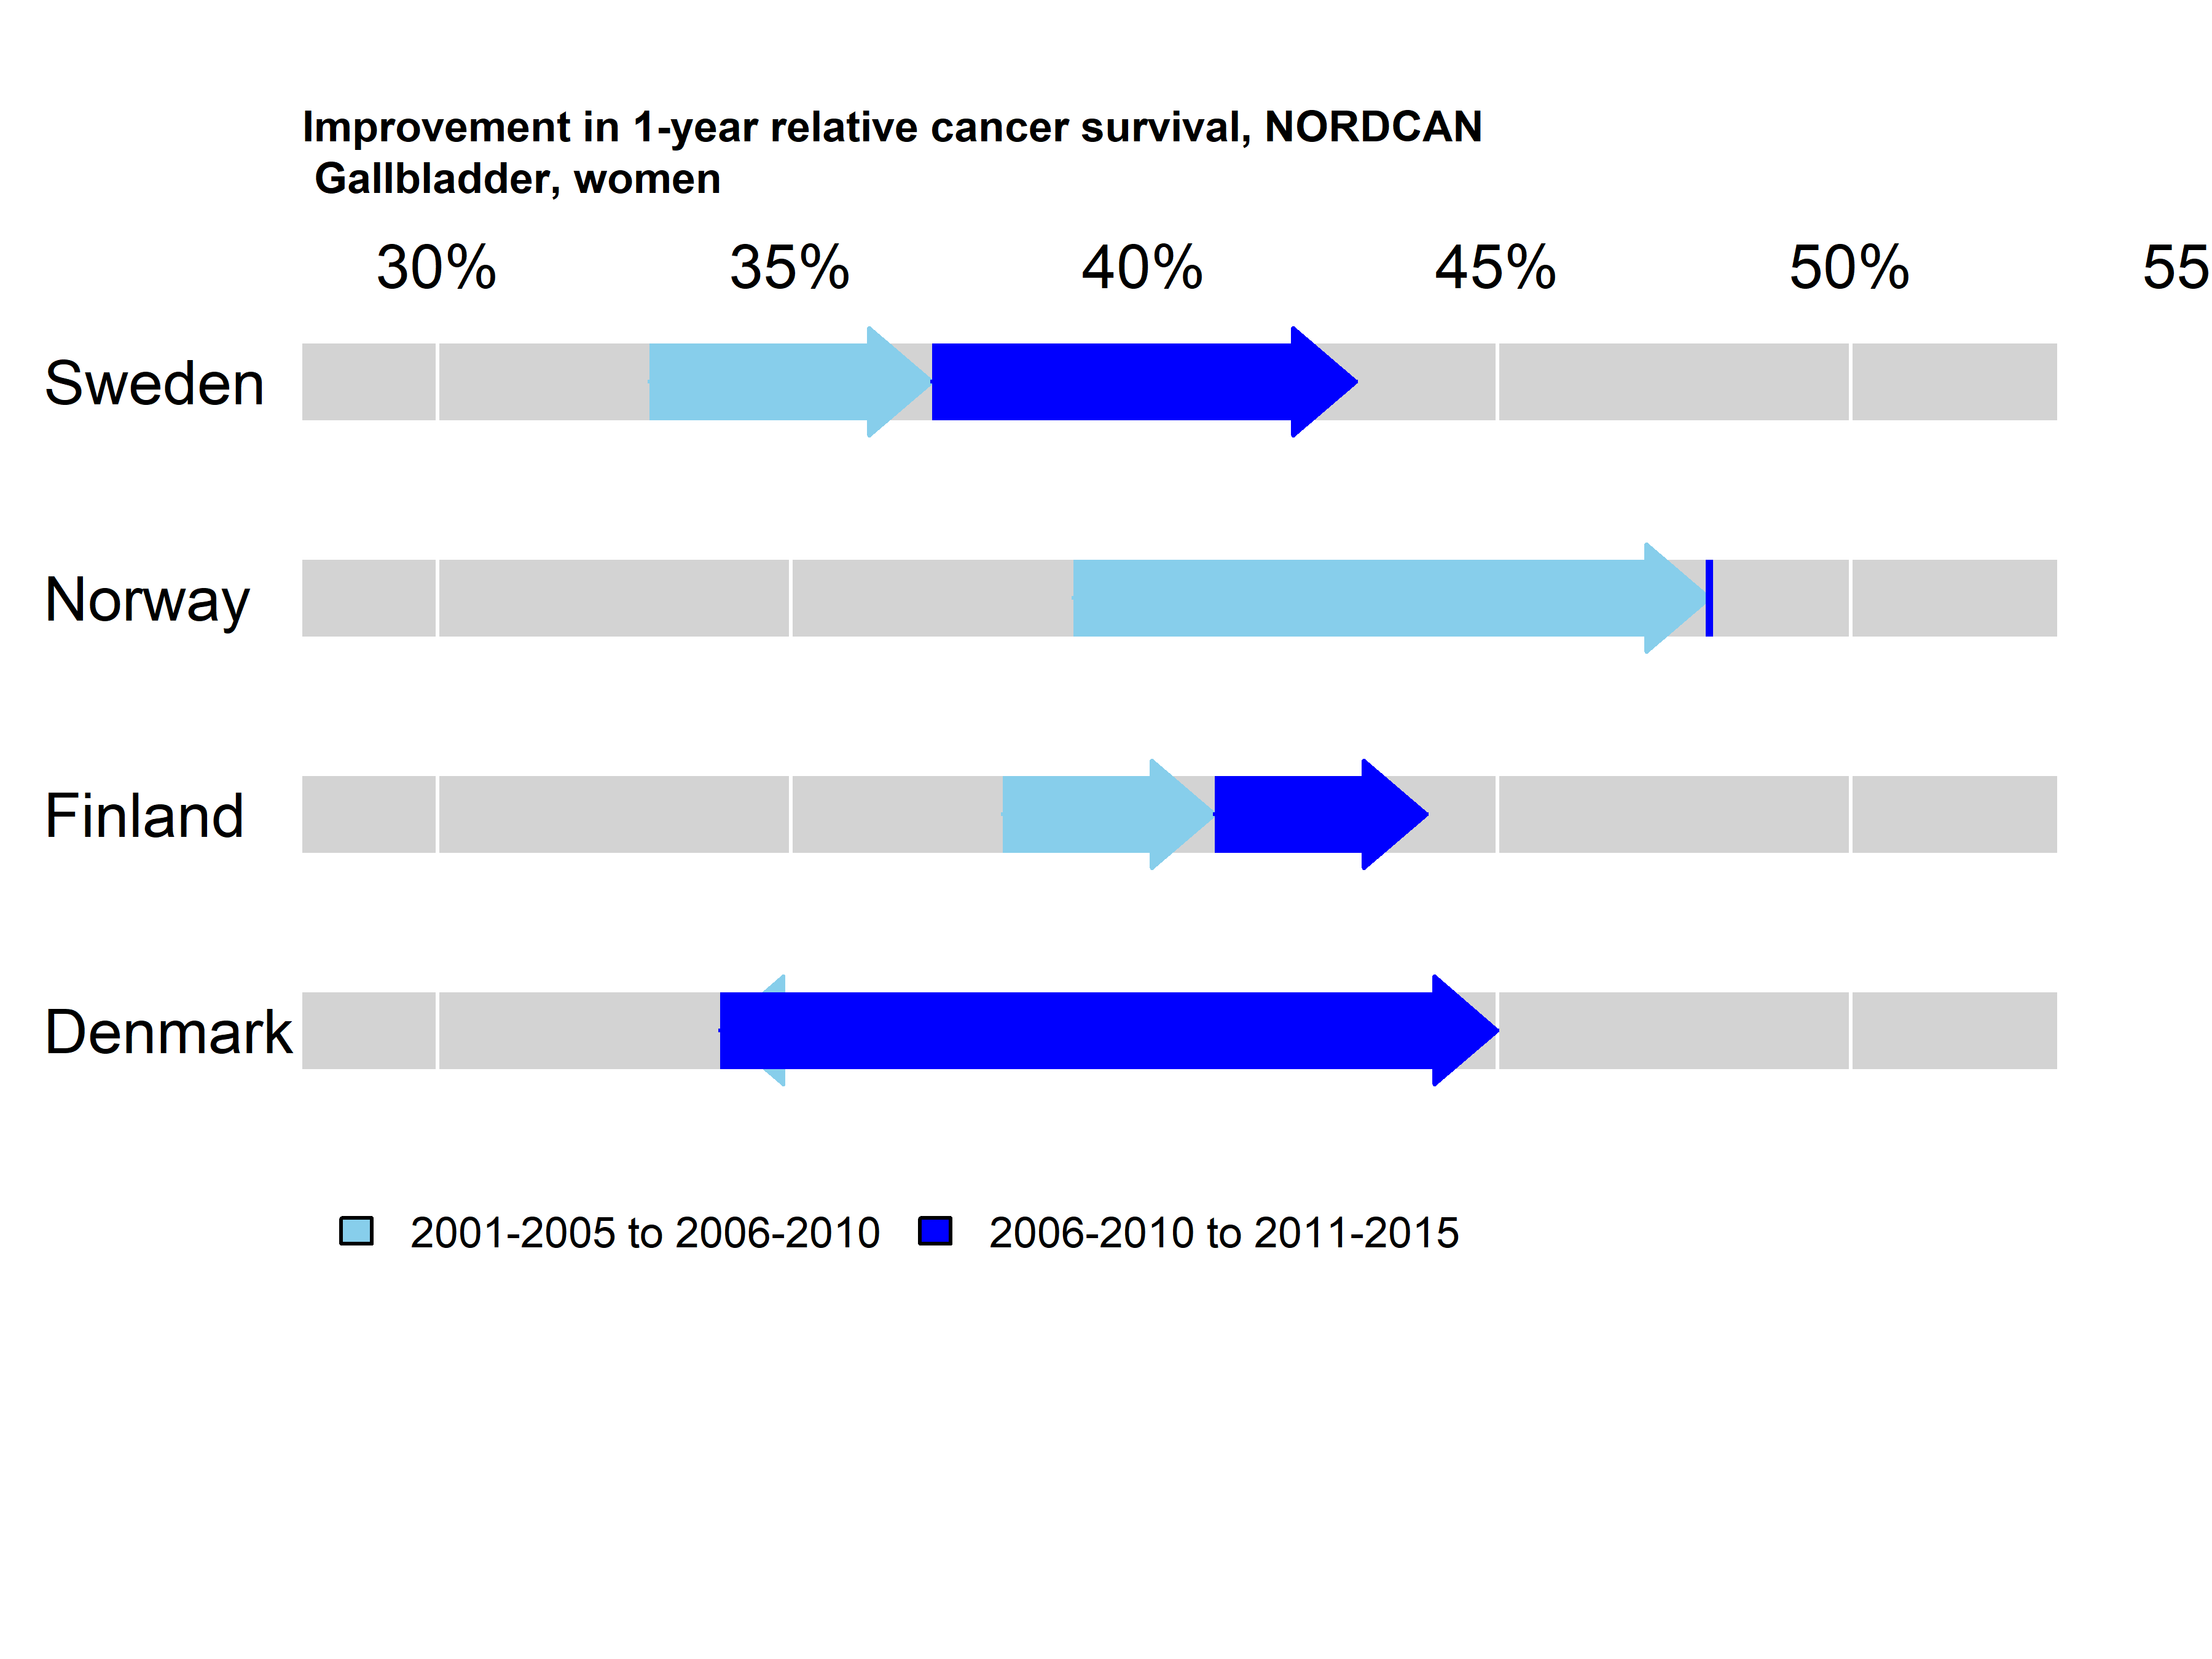 Improvement in 1-year relative cancer survival, NORDCAN
Gallbladder, women
30% 35% 40% 45% 50% 55
Sweden
Norway
Finland
Denmark
2001-2005 to 2006-2010 2006-2010 to 2011-2015